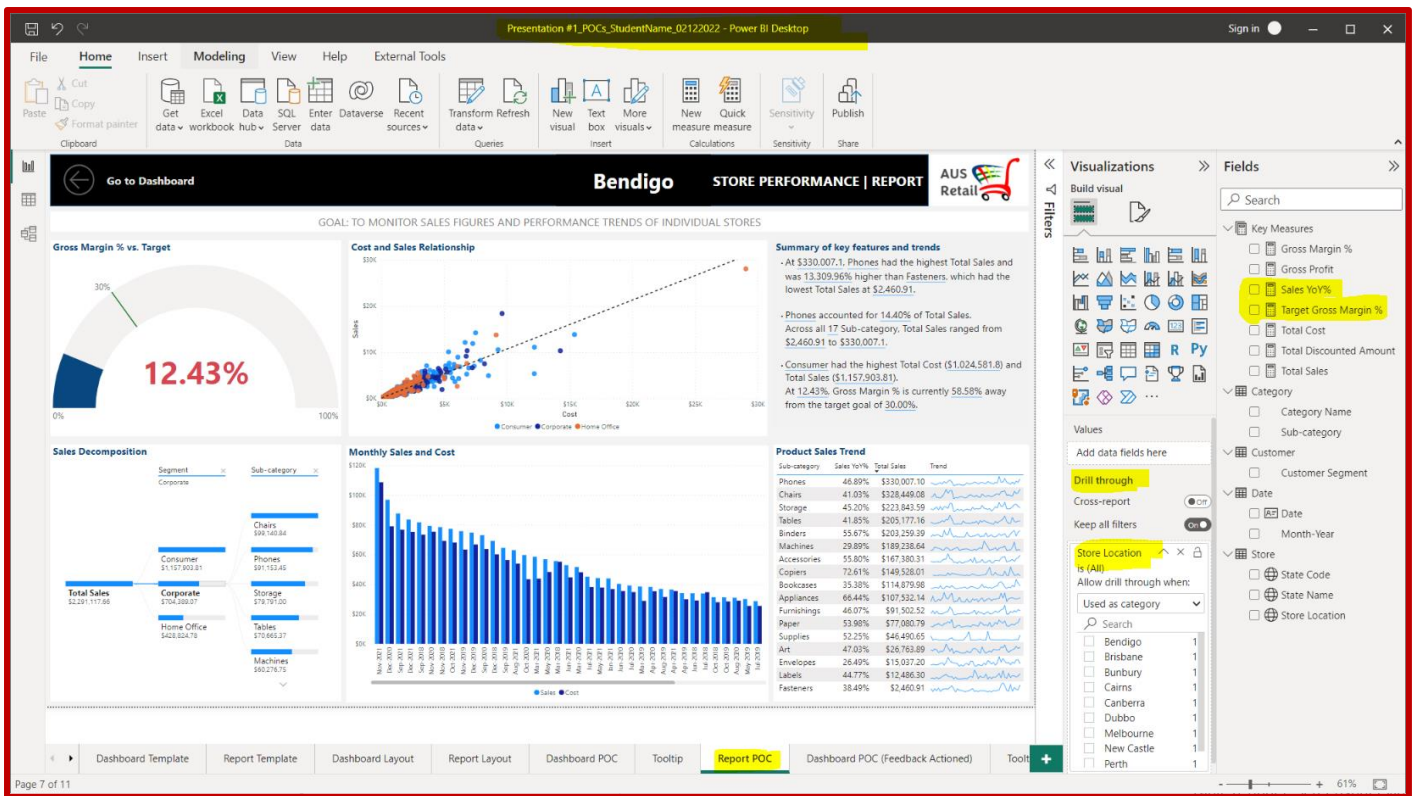 Presentation #1_POCs_StudentName_02122022 - Power BI Desktop
Sign in
File Home Insert Modeling View Help External Tools
Paste
Cut
Copy
Format painter
Clipboard
Get data
Excel workbook
Data hub
SQL Server
Enter data
Dataverse
Recent sources
Data
Transform data
Refresh
Queries
New visual
Text box
More visuals
Insert
New measure
Quick measure
Calculations
Sensitivity
Sensitivity
Publish
Share
Go to Dashboard
Bendigo
STORE PERFORMANCE | REPORT
AUS
Retail
GOAL: TO MONITOR SALES FIGURES AND PERFORMANCE TRENDS OF INDIVIDUAL STORES
Gross Margin % vs. Target
30%
12.43%
0%
100%
Cost and Sales Relationship
$30K
$20K
$10K
$0K
Sales
$0K $5K $10K $15K $20K $25K $30K
Cost
Consumer Corporate Home Office
Summary of key features and trends
At $330,007.1, Phones had the highest Total Sales and
was 13,309.96% higher than Fasteners, which had the
lowest Total Sales at $2,460.91.
Phones accounted for 14.40% of Total Sales.
Across all 17 Sub-category, Total Sales ranged from
$2,460.91 to $330,007.1.
Consumer had the highest Total Cost ($1,024,581.8) and
Total Sales ($1,157,903.81).
At 12.43%, Gross Margin % is currently 58.58% away
from the target goal of 30.00%.
Sales Decomposition
Segment
Corporate
Sub-category
Total Sales
$2,291,117.66
Consumer
$1,157,903.81
Corporate
$704,389.07
Home Office
$428,824.78
Chairs
$99,140.84
Phones
$91,153.45
Storage
$79,791.00
Tables
$70,665.37
Machines
$60,276.75
Monthly Sales and Cost
$120K
$100K
$80K
$60K
$40K
$20K
$0K
Sales Cost
Product Sales Trend
Sub-category Sales YoY% Total Sales Trend
Phones 46.89% $330,007.10
Chairs 41.03% $328,449.08
Storage 45.20% $223,843.59
Tables 41.85% $205,177.16
Binders 55.67% $203,259.39
Machines 29.89% $189,238.64
Accessories 55.80% $167,380.31
Copiers 72.61% $149,528.01
Bookcases 35.38% $114,879.98
Appliances 66.44% $107,532.14
Furnishings 46.07% $91,502.52
Paper 53.98% $77,080.79
Supplies 52.25% $46,490.65
Art 47.03% $26,763.89
Envelopes 26.49% $15,037.20
Labels 44.77% $12,486.30
Fasteners 38.49% $2,460.91
Filters
Visualizations
Build visual
R Py
Values
Add data fields here
Drill through
Cross-report
Off
Keep all filters
On
Store Location
is (All)
Allow drill through when:
Used as category
Search
Bendigo 1
Brisbane 1
Bunbury 1
Cairns 1
Canberra 1
Dubbo 1
Melbourne 1
New Castle 1
Perth 1
Fields
Search
Key Measures
Gross Margin %
Gross Profit
Sales YoY%
Target Gross Margin %
Total Cost
Total Discounted Amount
Total Sales
Category
Category Name
Sub-category
Customer
Customer Segment
Date
Date
Month-Year
Store
State Code
State Name
Store Location
Dashboard Template Report Template Dashboard Layout Report Layout Dashboard POC Tooltip Report POC Dashboard POC (Feedback Actioned) Toolt
Page 7 of 11
61%